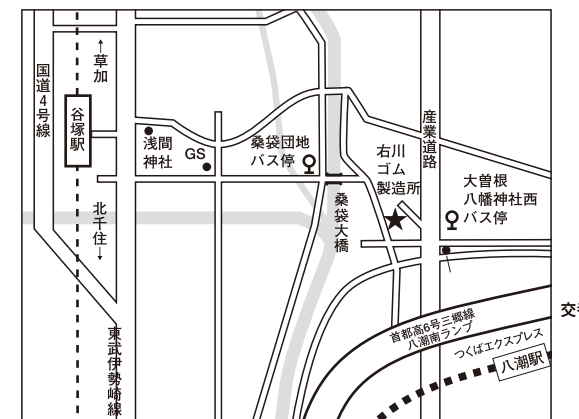 国道4号線
↑草加
谷塚駅
浅間
神社
GS
桑袋団地
バス停
北千住↓
桑袋大橋
右川
ゴム
製造所
産業道路
大曽根
八幡神社西
バス停
東武伊勢崎線
首都高6号三郷線
八潮南ランプ
つくばエクスプレス
八潮駅
交